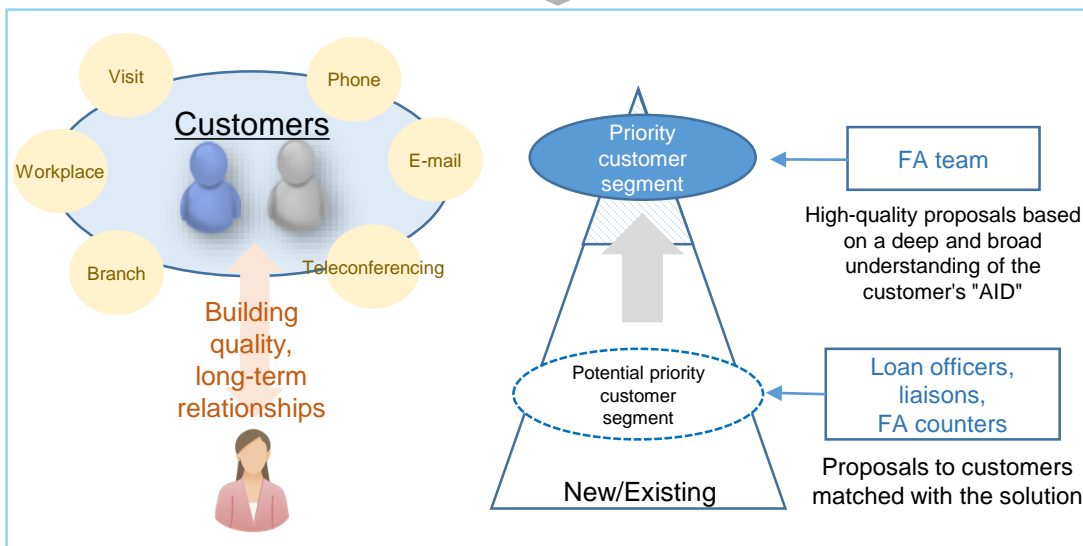 Visit
Phone
Customers
Workplace
E-mail
Branch
Teleconferencing
Building
quality,
long-term
relationships
Priority
customer
segment
FA team
High-quality proposals based
on a deep and broad
understanding of the
customer's "AID"
Potential priority
customer
segment
Loan officers,
liaisons,
FA counters
New/Existing
Proposals to customers
matched with the solution